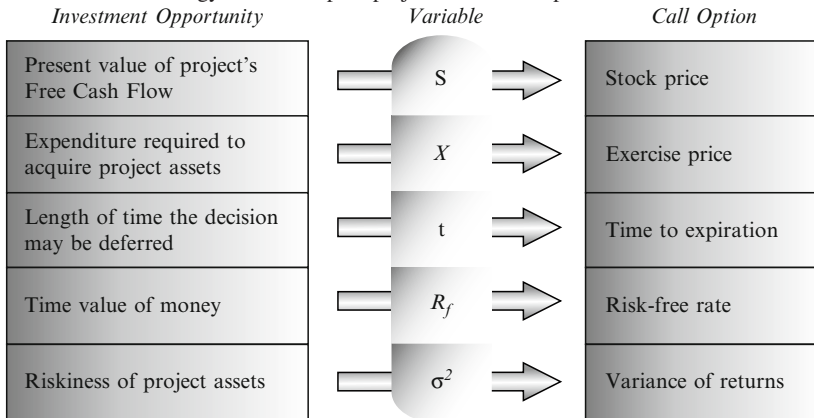 Investment Opportunity Variable Call Option
Present value of project's
Free Cash Flow
S
Stock price
Expenditure required to
acquire project assets
X
Exercise price
Length of time the decision
may be deferred
t
Time to expiration
Time value of money
R_f
Risk-free rate
Riskiness of project assets
σ²
Variance of returns